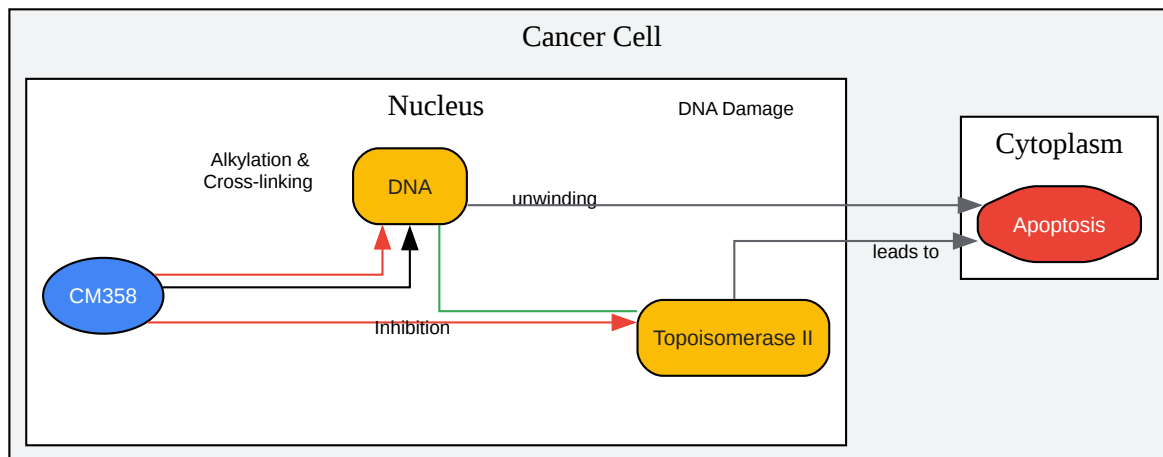 Cancer Cell
Nucleus
DNA Damage
Alkylation &
Cross-linking
DNA
unwinding
Cytoplasm
Apoptosis
leads to
CM358
Inhibition
Topoisomerase II